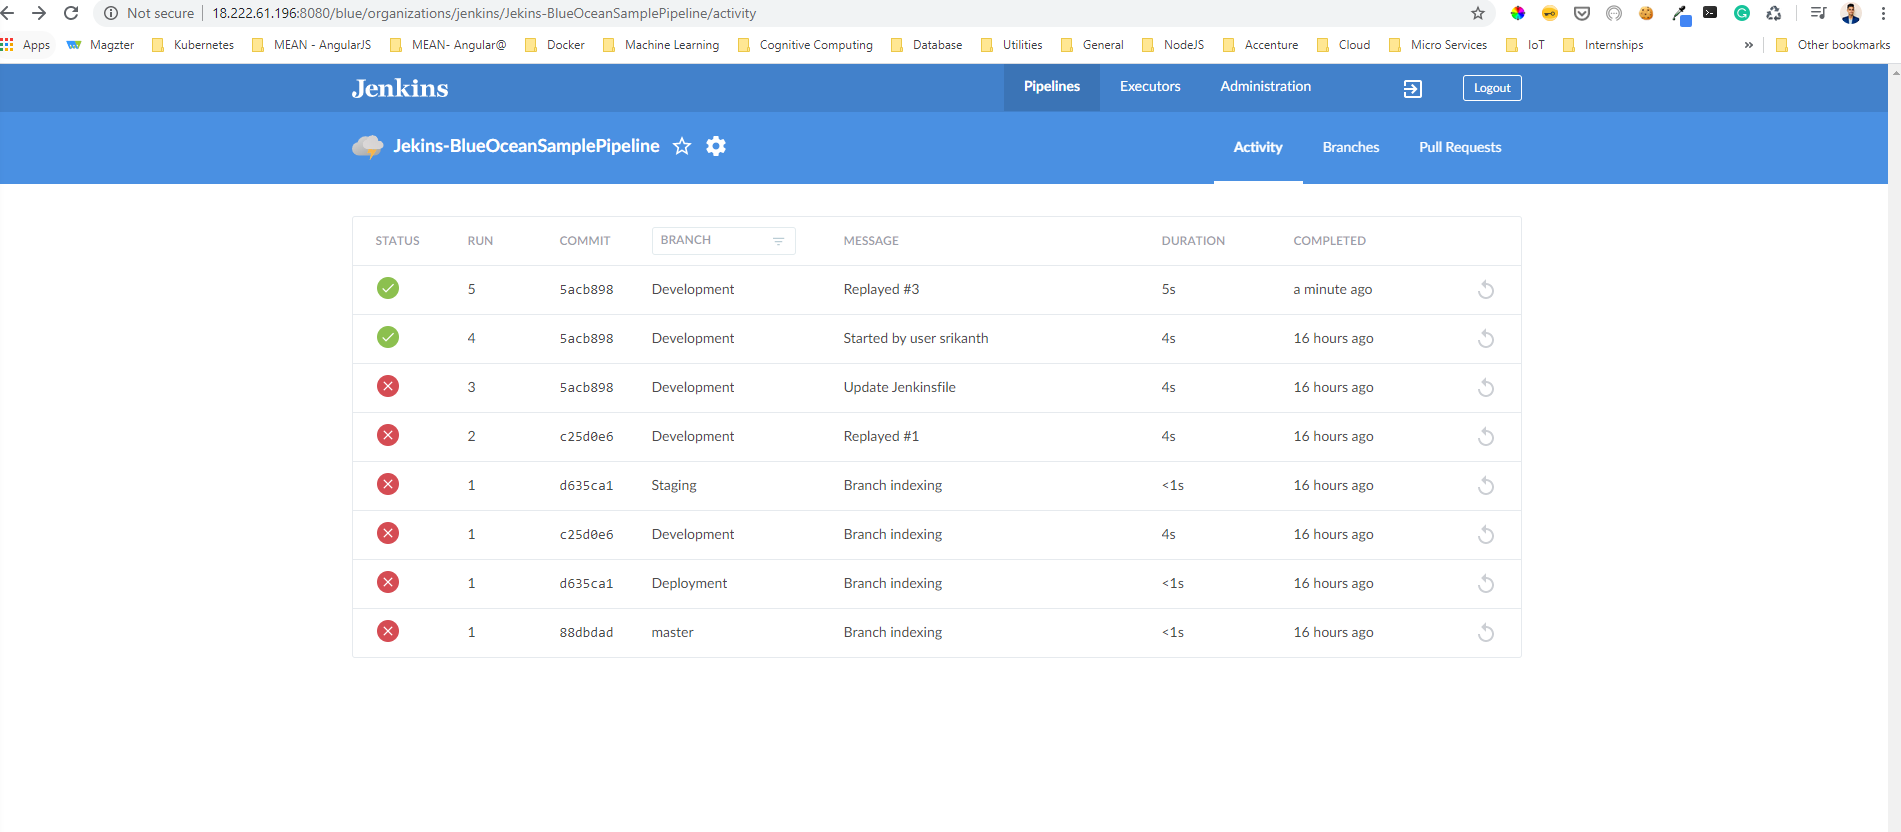 Not secure 18.222.61.196:8080/blue/organizations/jenkins/Jekins-BlueOceanSamplePipeline/activity
Apps Magzter Kubernetes MEAN - AngularJS MEAN- Angular@ Docker Machine Learning Cognitive Computing Database Utilities General NodeJS Accenture Cloud Micro Services IoT Internships » Other bookmarks
Jenkins Pipelines Executors Administration Logout
Jekins-BlueOceanSamplePipeline Activity Branches Pull Requests
STATUS RUN COMMIT BRANCH MESSAGE DURATION COMPLETED
5 5acb898 Development Replayed #3 5s a minute ago
4 5acb898 Development Started by user srikanth 4s 16 hours ago
3 5acb898 Development Update Jenkinsfile 4s 16 hours ago
2 c25d0e6 Development Replayed #1 4s 16 hours ago
1 d635ca1 Staging Branch indexing <1s 16 hours ago
1 c25d0e6 Development Branch indexing 4s 16 hours ago
1 d635ca1 Deployment Branch indexing <1s 16 hours ago
1 88dbdad master Branch indexing <1s 16 hours ago